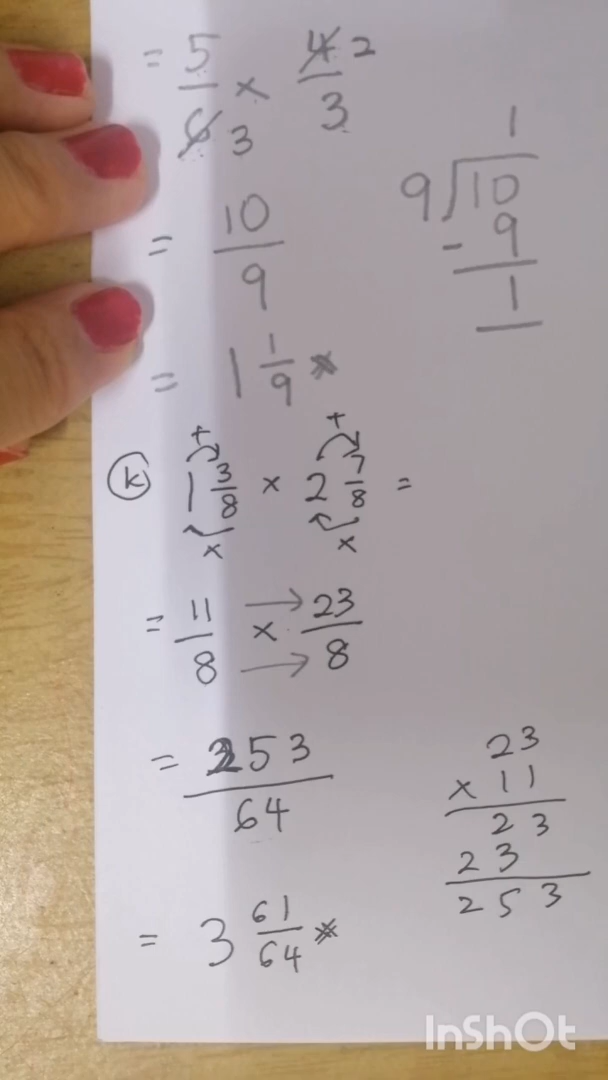 = 5/6 3 × 4 2/3
1
9 10
= 10/9
- 9
1
= 1 1/9 *
+ +
(K) 1 3/8 × 2 7/8 =
× ×
= 11/8 × 23/8
= 253/64
23
× 11
23
23
253
= 3 61/64 *
InShOt